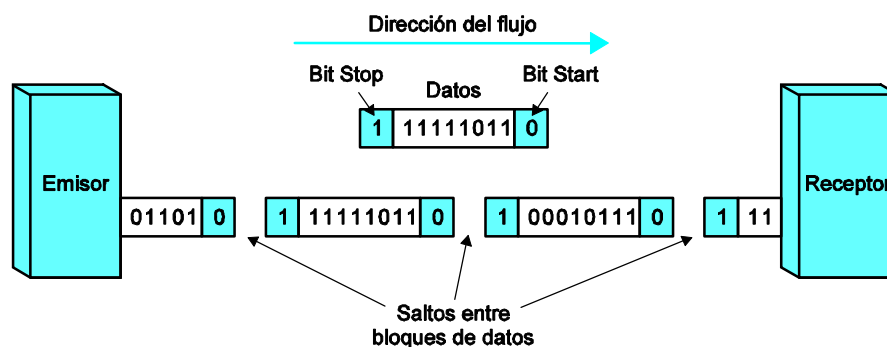 Dirección del flujo
Bit Stop
Datos
Bit Start
1 11111011 0
Emisor
Receptor
01101 0
1 11111011 0
1 00010111 0
1 11
Saltos entre
bloques de datos